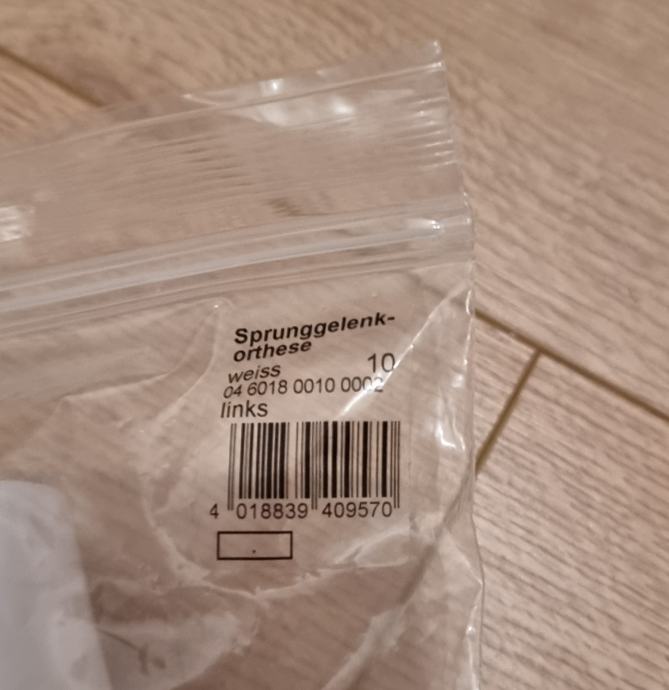 Sprunggelenk-
orthese
weiss 10
04 6018 0010 0002
links
4 018839 409570